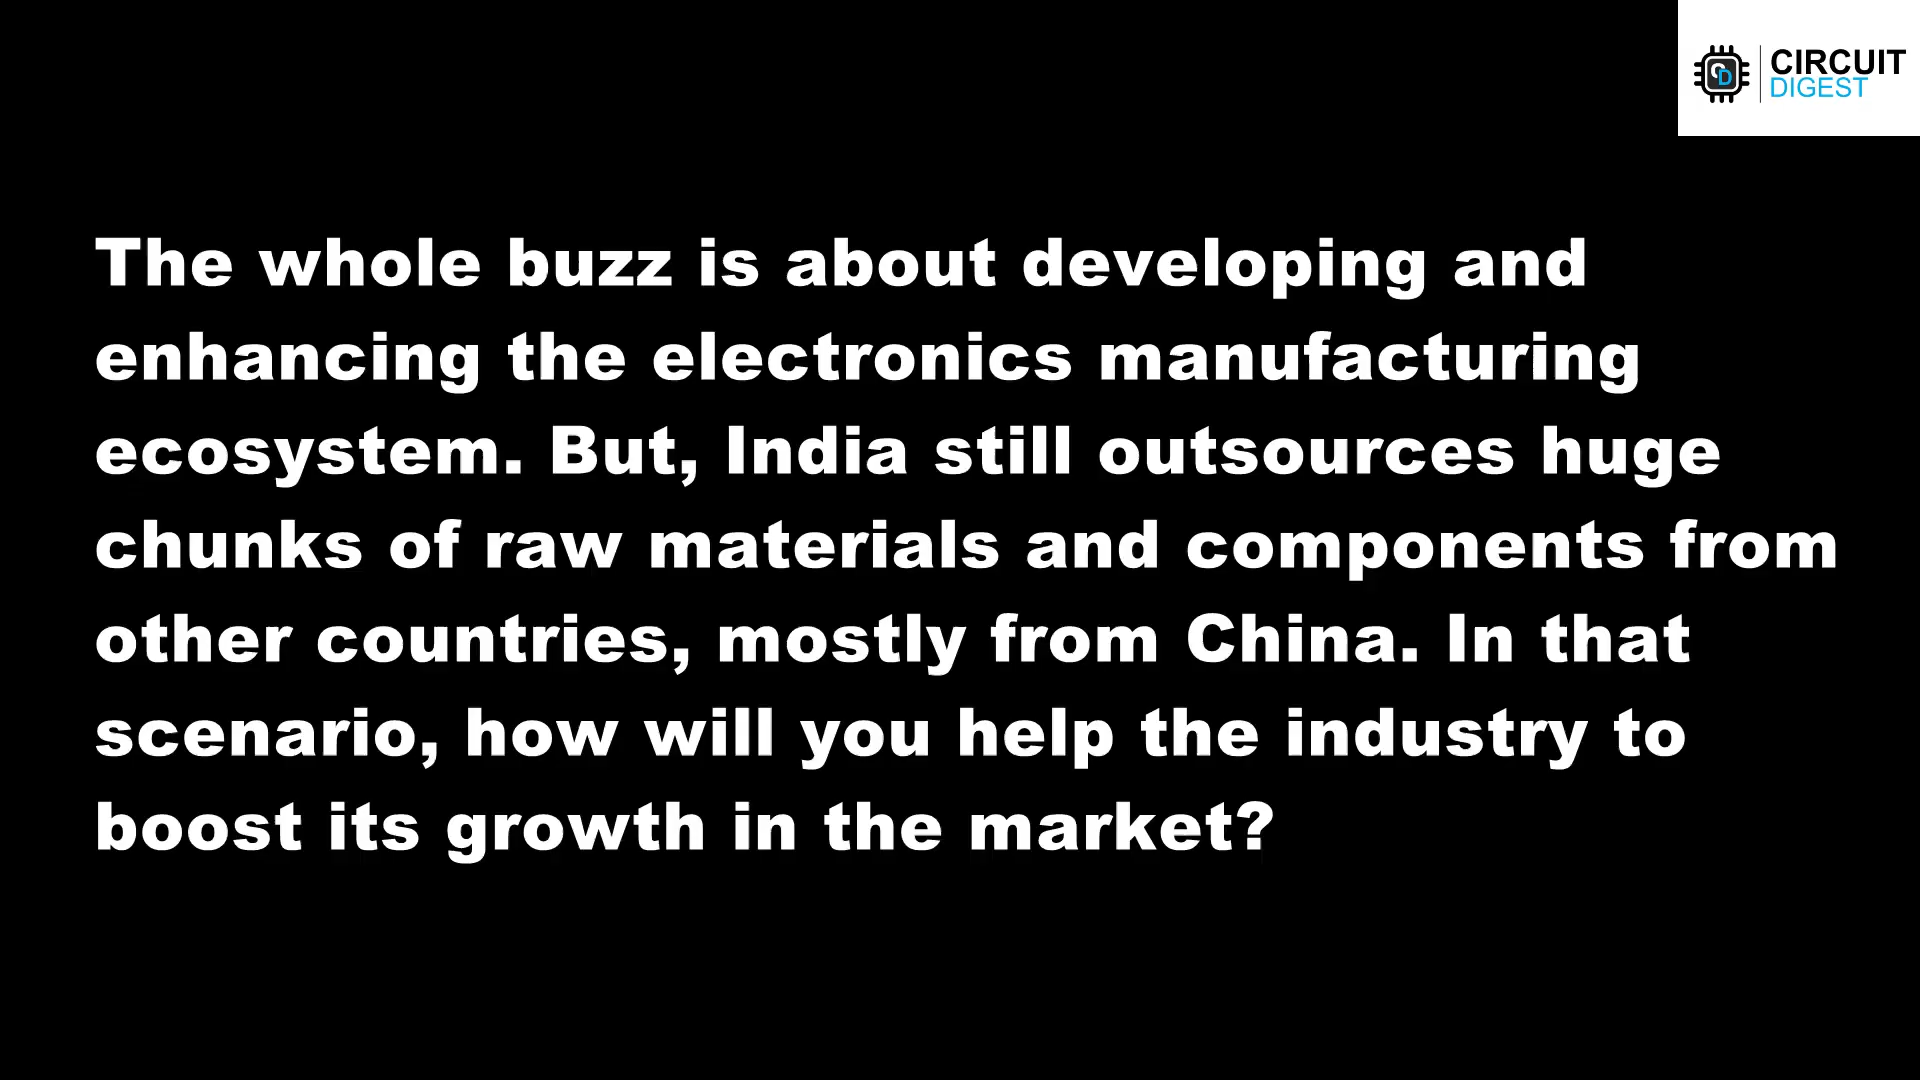 CIRCUIT
DIGEST
CD
The whole buzz is about developing and
enhancing the electronics manufacturing
ecosystem. But, India still outsources huge
chunks of raw materials and components from
other countries, mostly from China. In that
scenario, how will you help the industry to
boost its growth in the market?